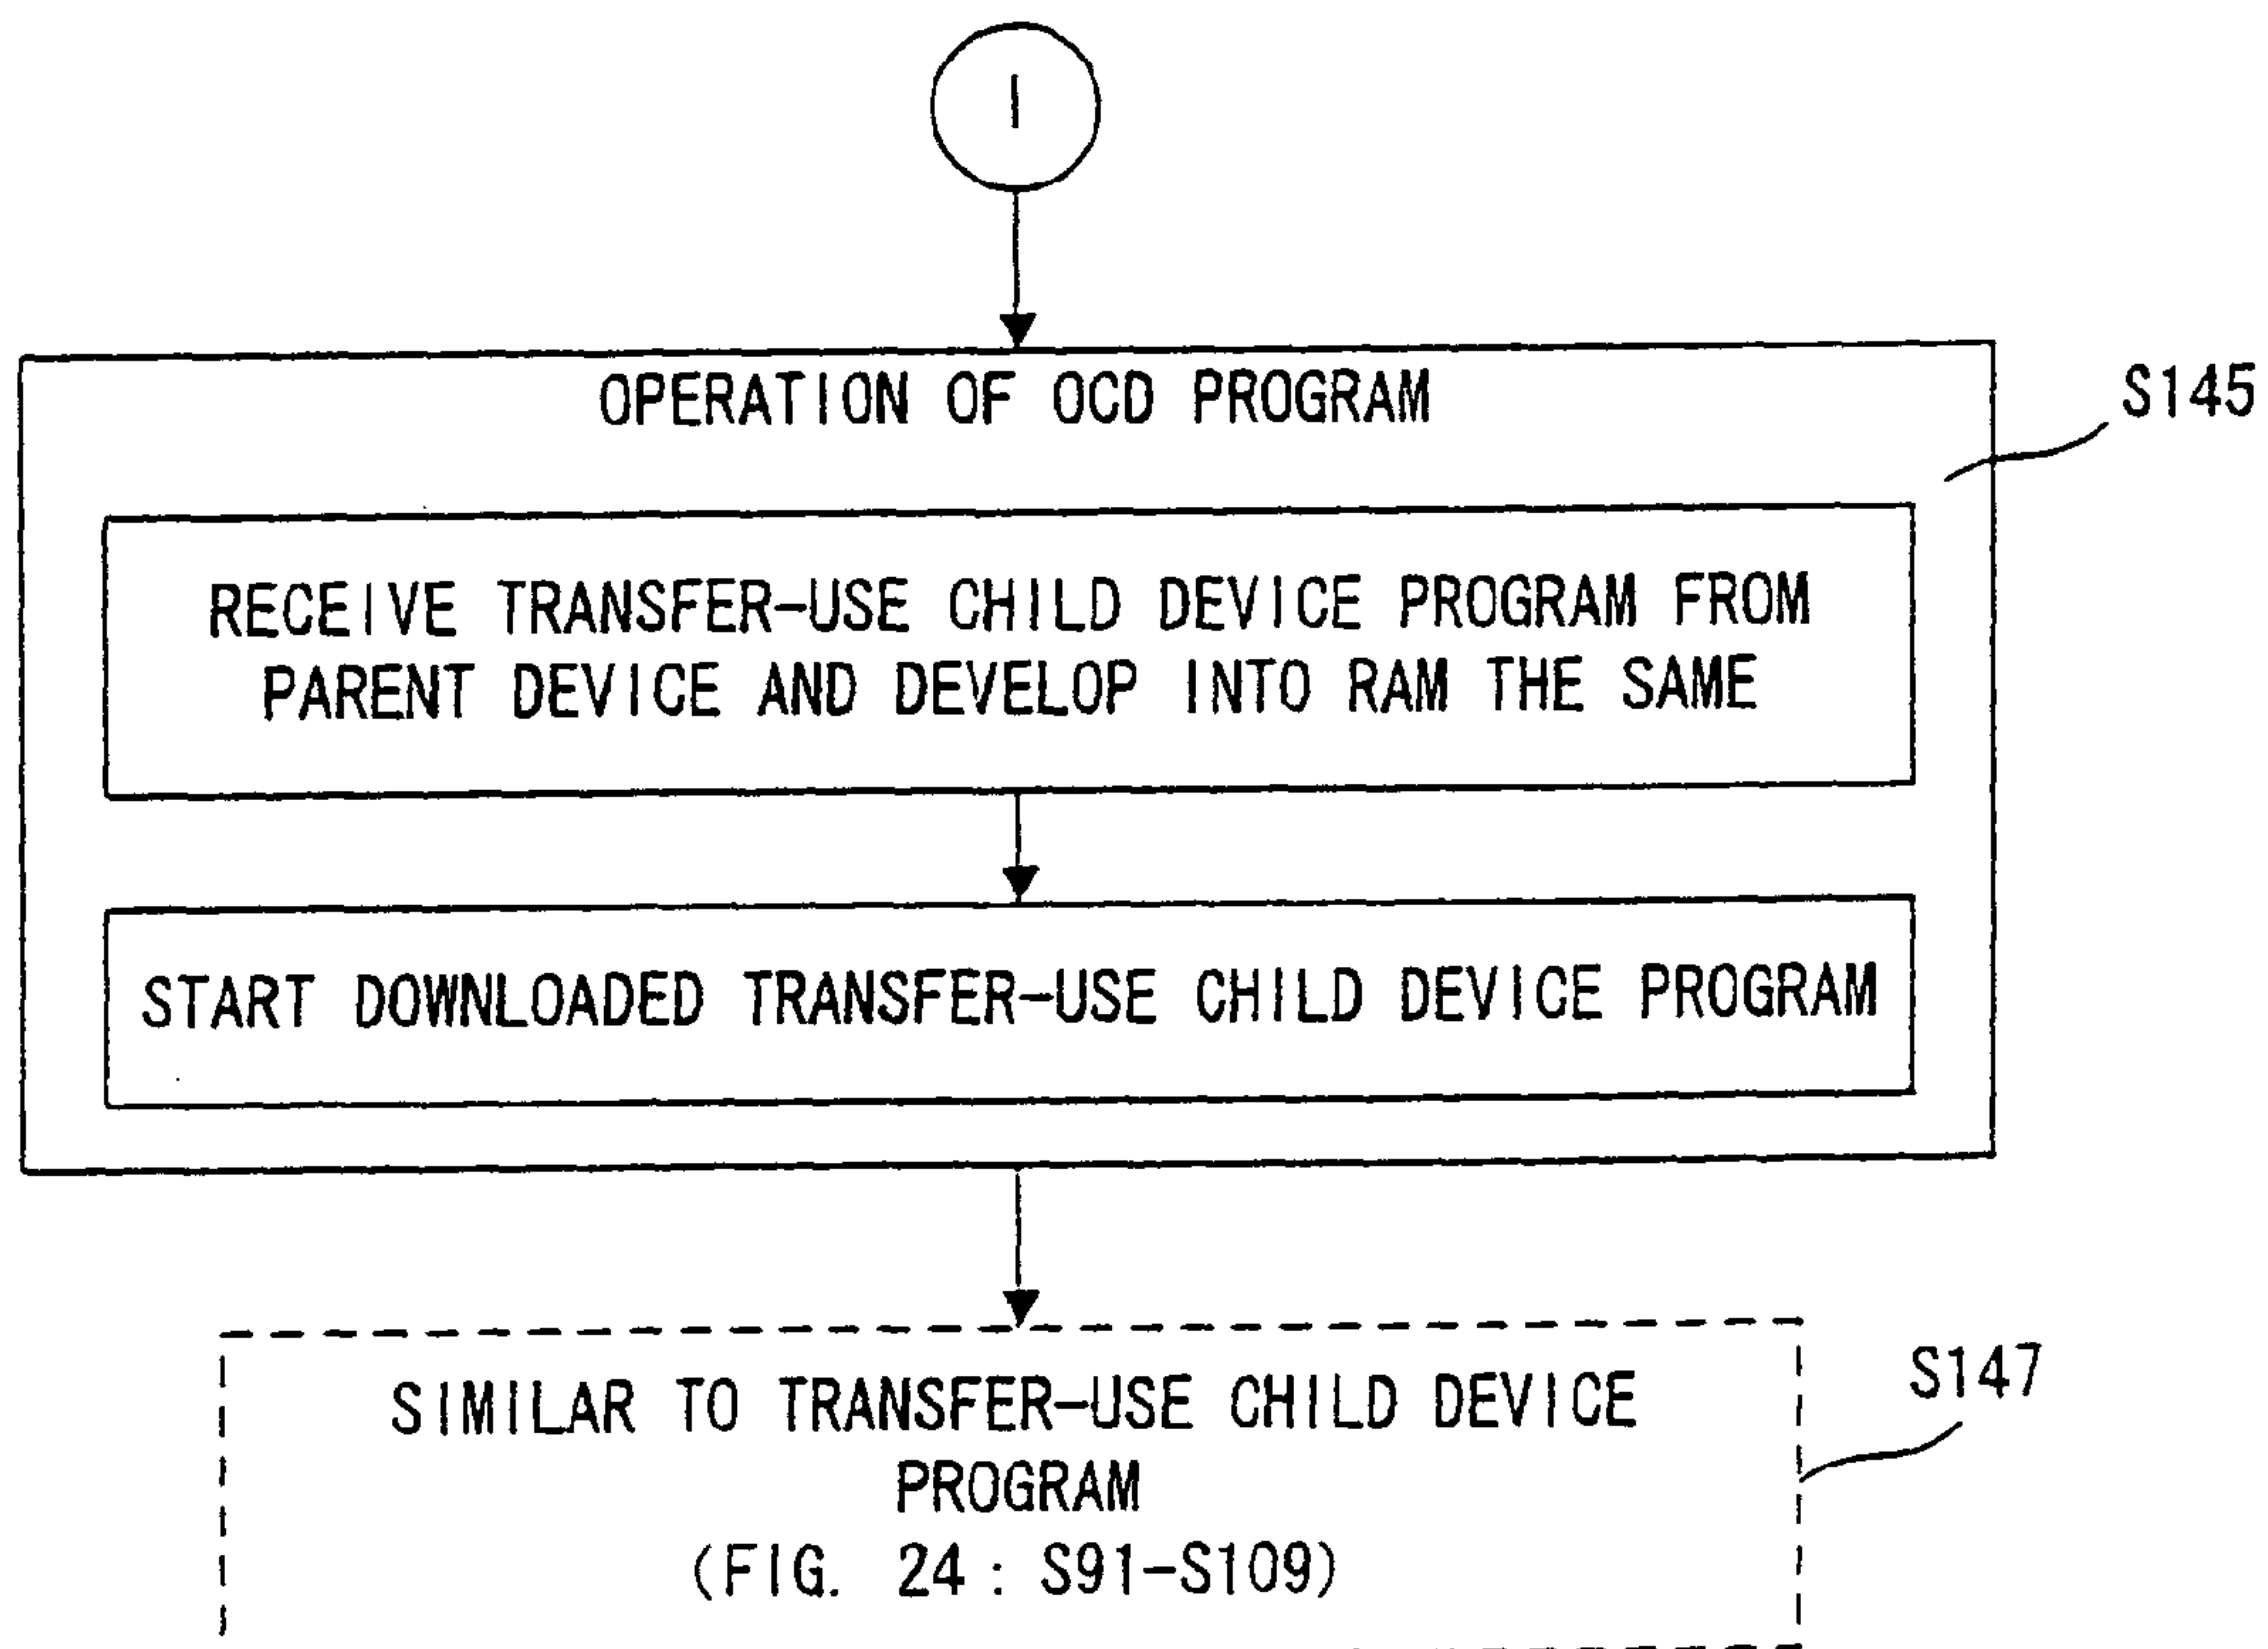 I
OPERATION OF OCD PROGRAM
S145
RECEIVE TRANSFER-USE CHILD DEVICE PROGRAM FROM
PARENT DEVICE AND DEVELOP INTO RAM THE SAME
START DOWNLOADED TRANSFER-USE CHILD DEVICE PROGRAM
SIMILAR TO TRANSFER-USE CHILD DEVICE
PROGRAM
(FIG. 24 : S91-S109)
S147